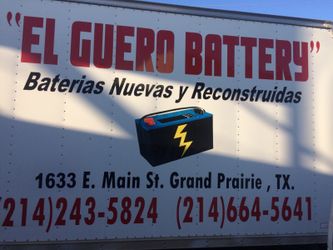 "EL GUERO BATTERY"
Baterias Nuevas y Reconstruidas
1633 E. Main St. Grand Prairie , TX.
(214)243-5824 (214)664-5641